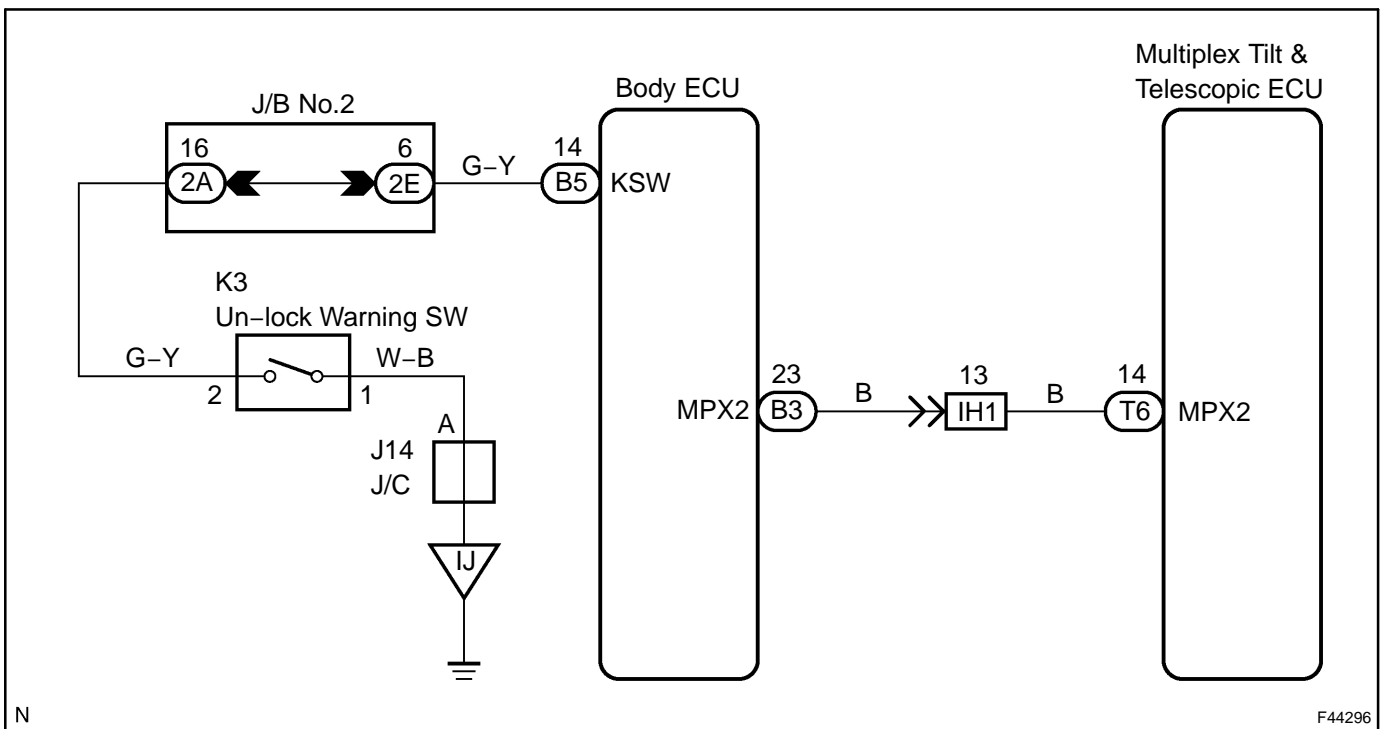 Multiplex Tilt &
Telescopic ECU
Body ECU
J/B No.2
16
6
14
2A
2E
G–Y
B5
KSW
K3
Un–lock Warning SW
G–Y
W–B
2
1
A
J14
J/C
IJ
MPX2
23
B3
B
13
IH1
B
14
T6
MPX2
N
F44296